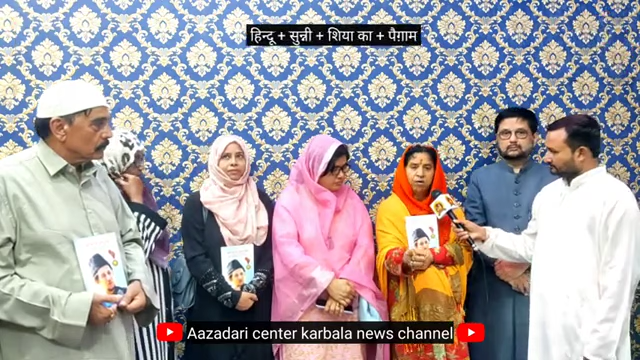 हिन्दू + सुन्नी + शिया का + पैग़ाम
Aazadari center karbala news channel